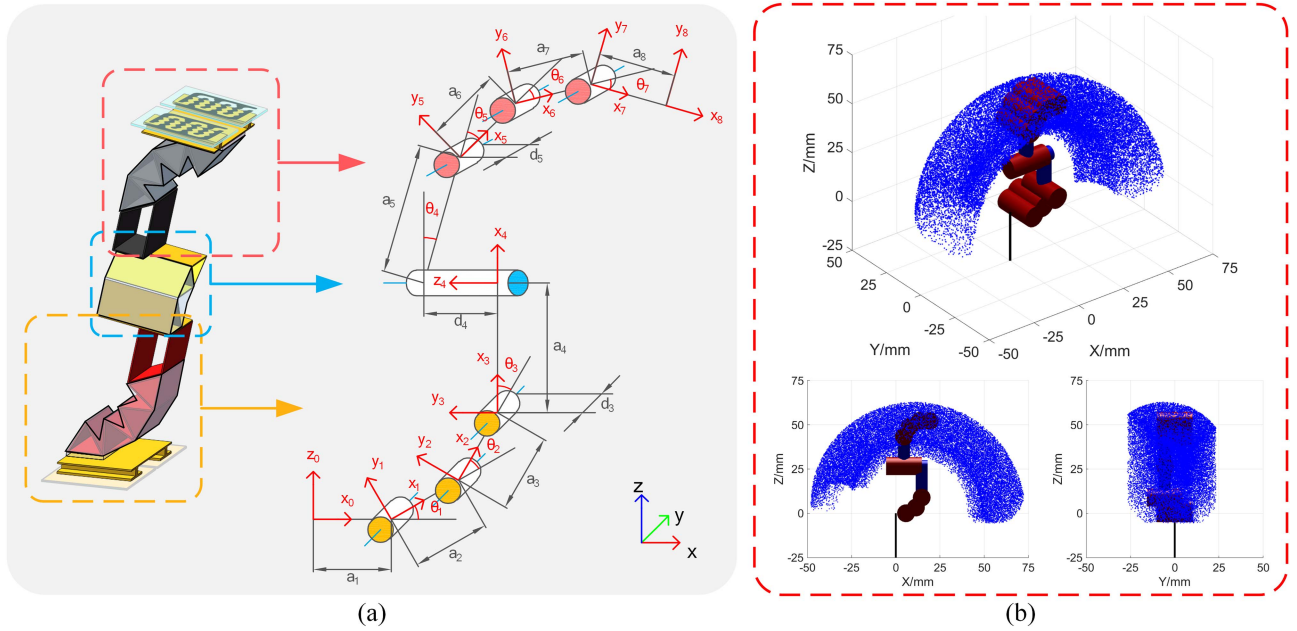 y₆
a₇
y₇
a₈
y₈
a₆
θ₆
θ₇
y₅
θ₅
x₆
x₇
x₈
x₅
d₅
a₅
θ₄
x₄
z₄
d₄
a₄
x₃
θ₃
y₃
d₃
y₂
x₂
θ₂
z₀
y₁
a₃
x₁
x₀
θ₁
a₂
a₁
z
y
x
(a)
75
50
25
0
-25
Z/mm
50
25
0
-25
-50
Y/mm
-50
-25
0
25
50
75
X/mm
75
50
25
0
-25
Z/mm
-50
-25
0
25
50
75
X/mm
75
50
25
0
-25
Z/mm
-50
-25
0
25
50
Y/mm
(b)